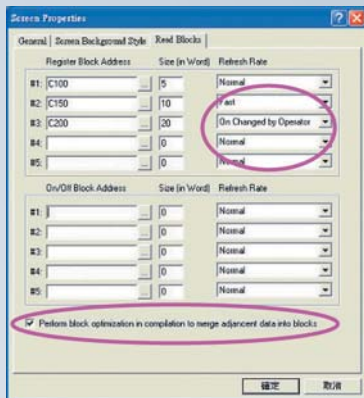 Screen Properties
General Screen Background Style Read Blocks
Register Block Address Size (in Word) Refresh Rate
#1: C100 ... 5 Normal
#2: C150 ... 10 Fast
#3: C200 ... 20 On Changed by Operator
#4: ... 0 Normal
#5: ... 0 Normal
On/Off Block Address Size (in Word) Refresh Rate
#1: ... 0 Normal
#2: ... 0 Normal
#3: ... 0 Normal
#4: ... 0 Normal
#5: ... 0 Normal
Perform block optimization in compilation to merge adjancent data into blocks
確定 取消